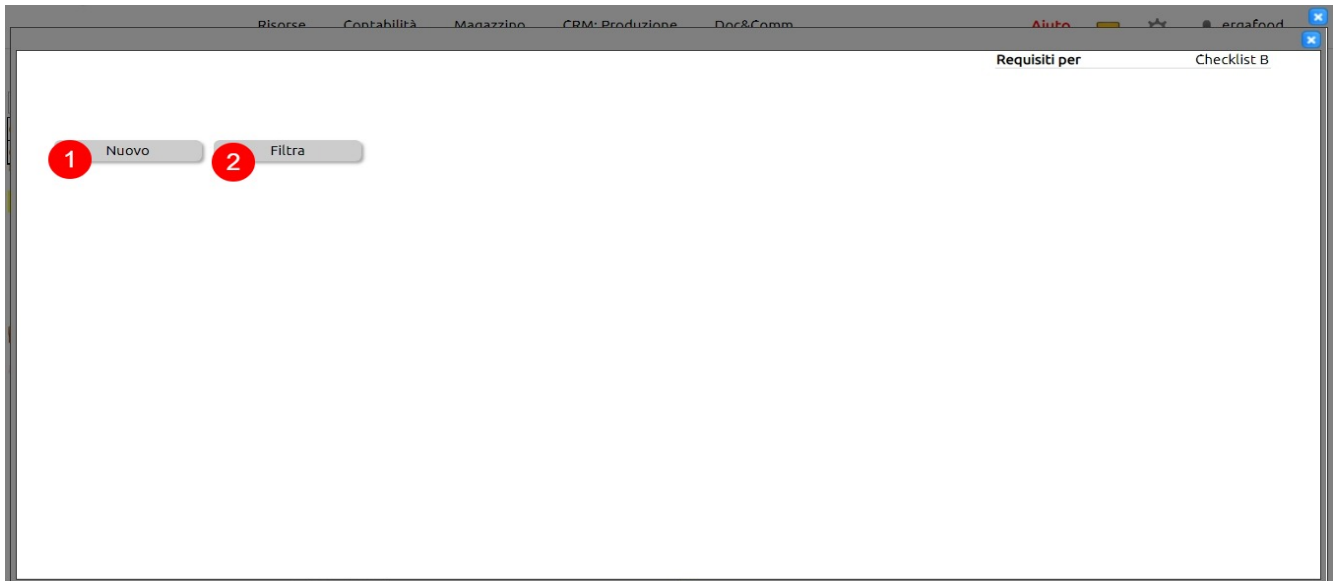 Risorse Contabilità Magazzino CRM: Produzione Doc&Comm Aiuto ergafood
Requisiti per Checklist B
1 Nuovo 2 Filtra